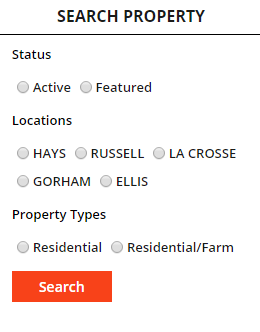 SEARCH PROPERTY
Status
Active Featured
Locations
HAYS RUSSELL LA CROSSE
GORHAM ELLIS
Property Types
Residential Residential/Farm
Search